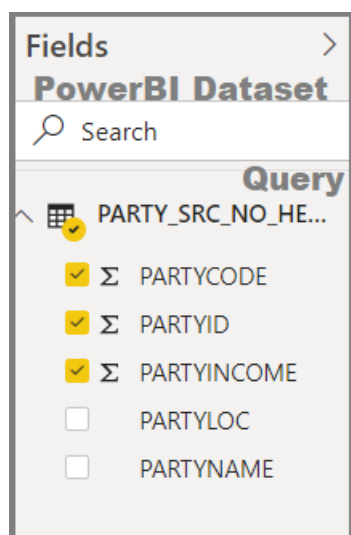 Fields
PowerBI Dataset
Search
Query
PARTY_SRC_NO_HE...
Σ PARTYCODE
Σ PARTYID
Σ PARTYINCOME
PARTYLOC
PARTYNAME